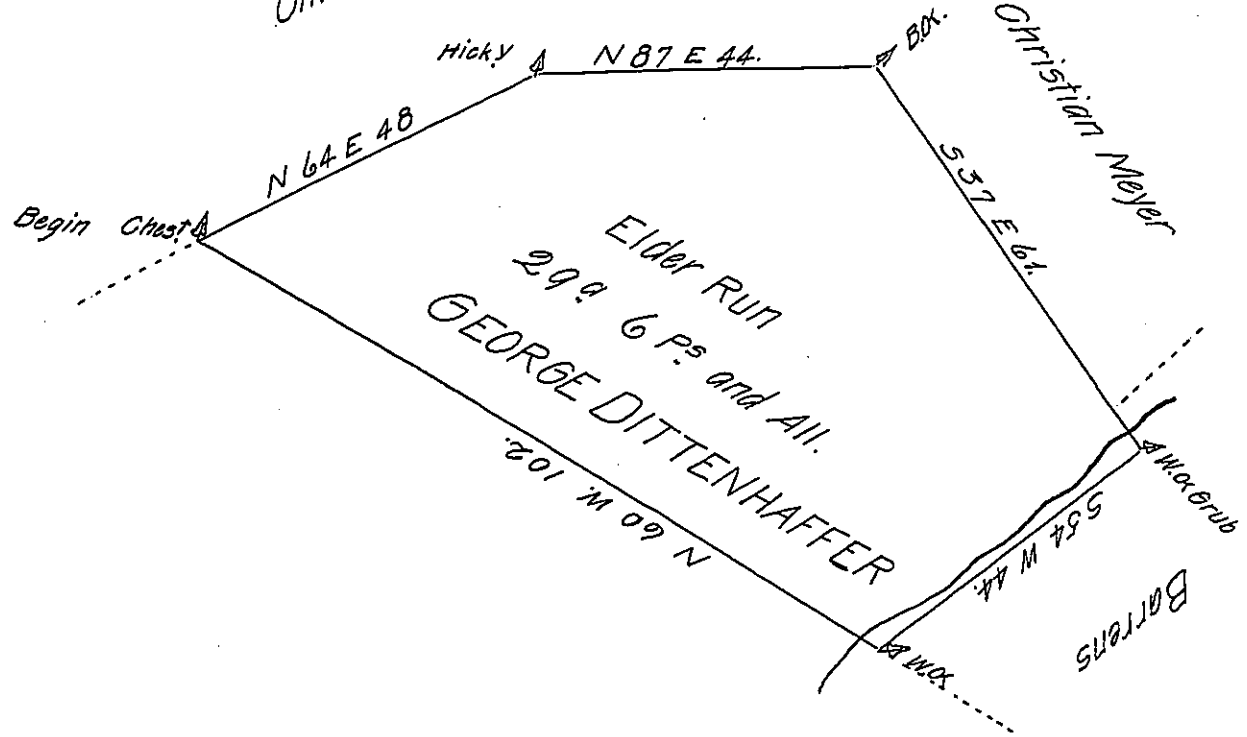 Hicky
N 87 E 44.
B.O.
Christian Meyer
N 64 E 48
S 37 E 61.
Begin Chest
Elder Run
29a 6 Ps and All.
GEORGE DITTENHAFFER
N 60 W 102.
S 54 W 44.
W.O. Grub
W.O.
Barrens